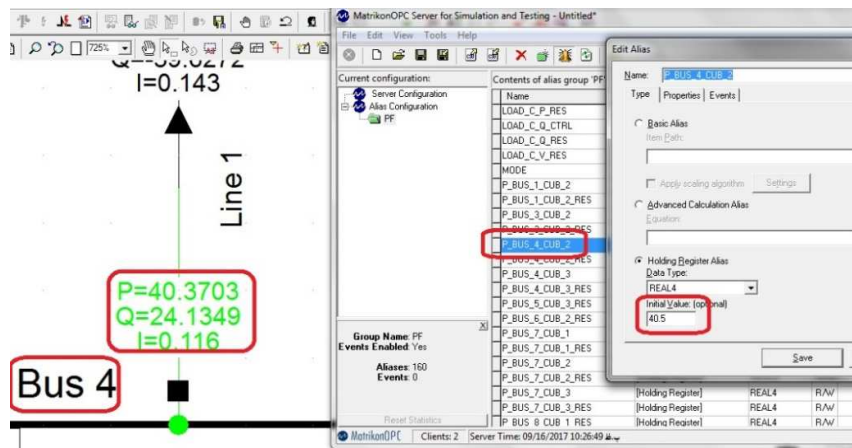 725%
I=0.143
Line 1
P=40.3703
Q=24.1349
I=0.116
Bus 4
MatrikonOPC Server for Simulation and Testing - Untitled*
File Edit View Tools Help
Current configuration:
Server Configuration
Alias Configuration
PF
Group Name: PF
Events Enabled: Yes
Aliases: 160
Events: 0
Reset Statistics
Contents of alias group 'PF'
Name
LOAD_C_P_RES
LOAD_C_Q_CTRL
LOAD_C_Q_RES
LOAD_C_V_RES
MODE
P_BUS_1_CUB_2
P_BUS_1_CUB_2_RES
P_BUS_3_CUB_2
P_BUS_3_CUB_2_RES
P_BUS_4_CUB_2
P_BUS_4_CUB_2_RES
P_BUS_4_CUB_3
P_BUS_4_CUB_3_RES
P_BUS_5_CUB_3_RES
P_BUS_6_CUB_2_RES
P_BUS_7_CUB_1
P_BUS_7_CUB_1_RES
P_BUS_7_CUB_2
P_BUS_7_CUB_2_RES
P_BUS_7_CUB_3 [Holding Register] REAL4 R/W
P_BUS_7_CUB_3_RES [Holding Register] REAL4 R/W
P_BUS_8_CUB_1_RES [Holding Register] REAL4 R/W
Edit Alias
Name: P_BUS_4_CUB_2
Type Properties Events
Basic Alias
Item Path:
Apply scaling algorithm Settings
Advanced Calculation Alias
Equation:
Holding Register Alias
Data Type:
REAL4
Initial Value: (optional)
40.5
Save
MatrikonOPC Clients: 2 Server Time: 09/16/2017 10:26:49 ب.ظ